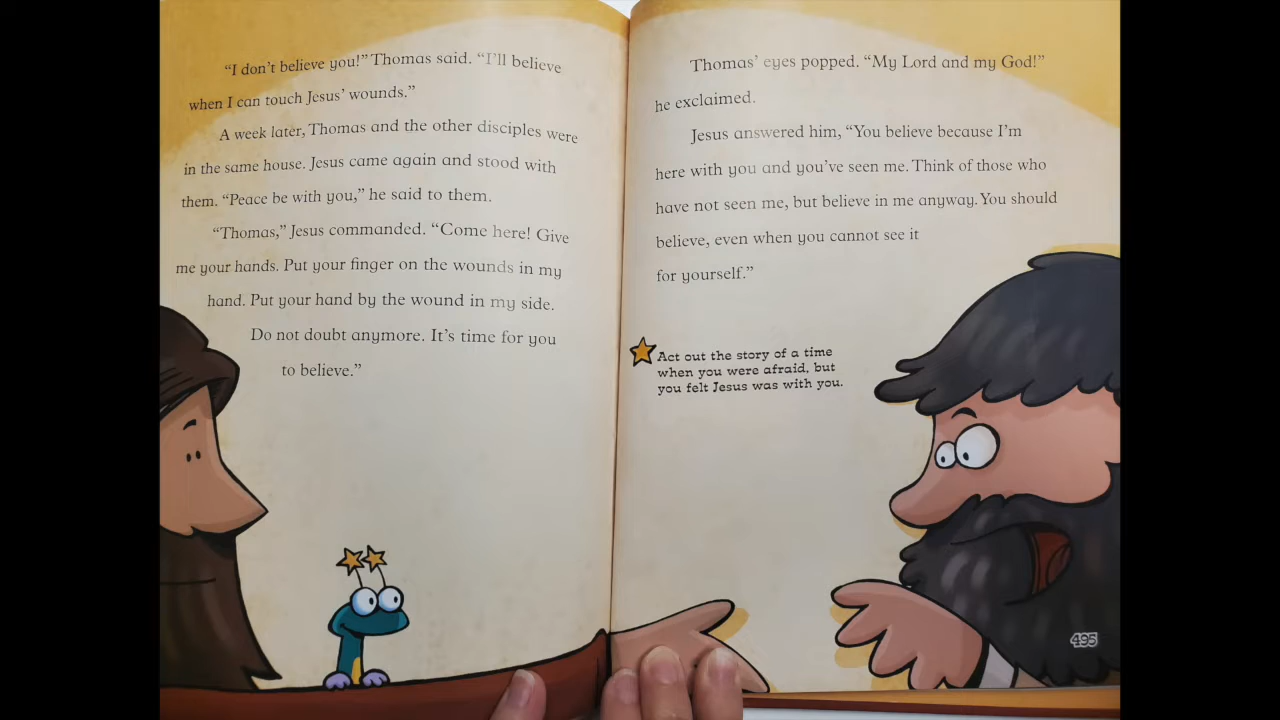 “I don’t believe you!” Thomas said. “I’ll believe
when I can touch Jesus’ wounds.”
A week later, Thomas and the other disciples were
in the same house. Jesus came again and stood with
them. “Peace be with you,” he said to them.
“Thomas,” Jesus commanded. “Come here! Give
me your hands. Put your finger on the wounds in my
hand. Put your hand by the wound in my side.
Do not doubt anymore. It’s time for you
to believe.”
Thomas’ eyes popped. “My Lord and my God!”
he exclaimed.
Jesus answered him, “You believe because I’m
here with you and you’ve seen me. Think of those who
have not seen me, but believe in me anyway. You should
believe, even when you cannot see it
for yourself.”
Act out the story of a time
when you were afraid, but
you felt Jesus was with you.
495